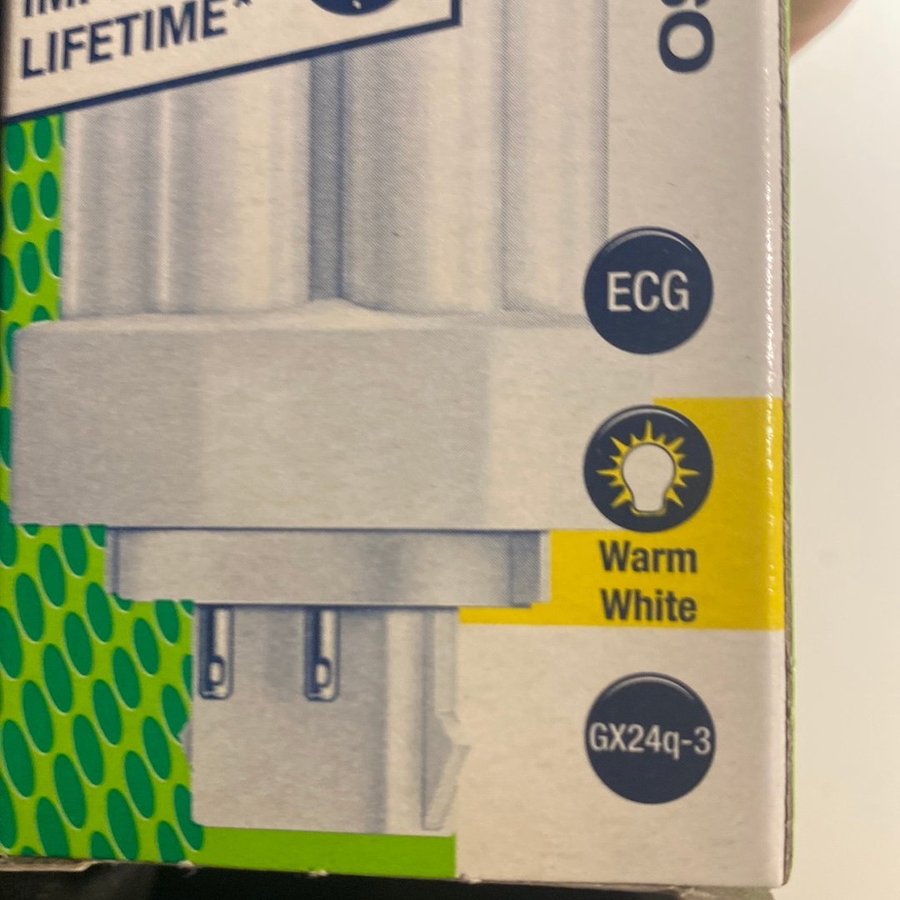 LIFETIME*
ECG
Warm
White
GX24q-3